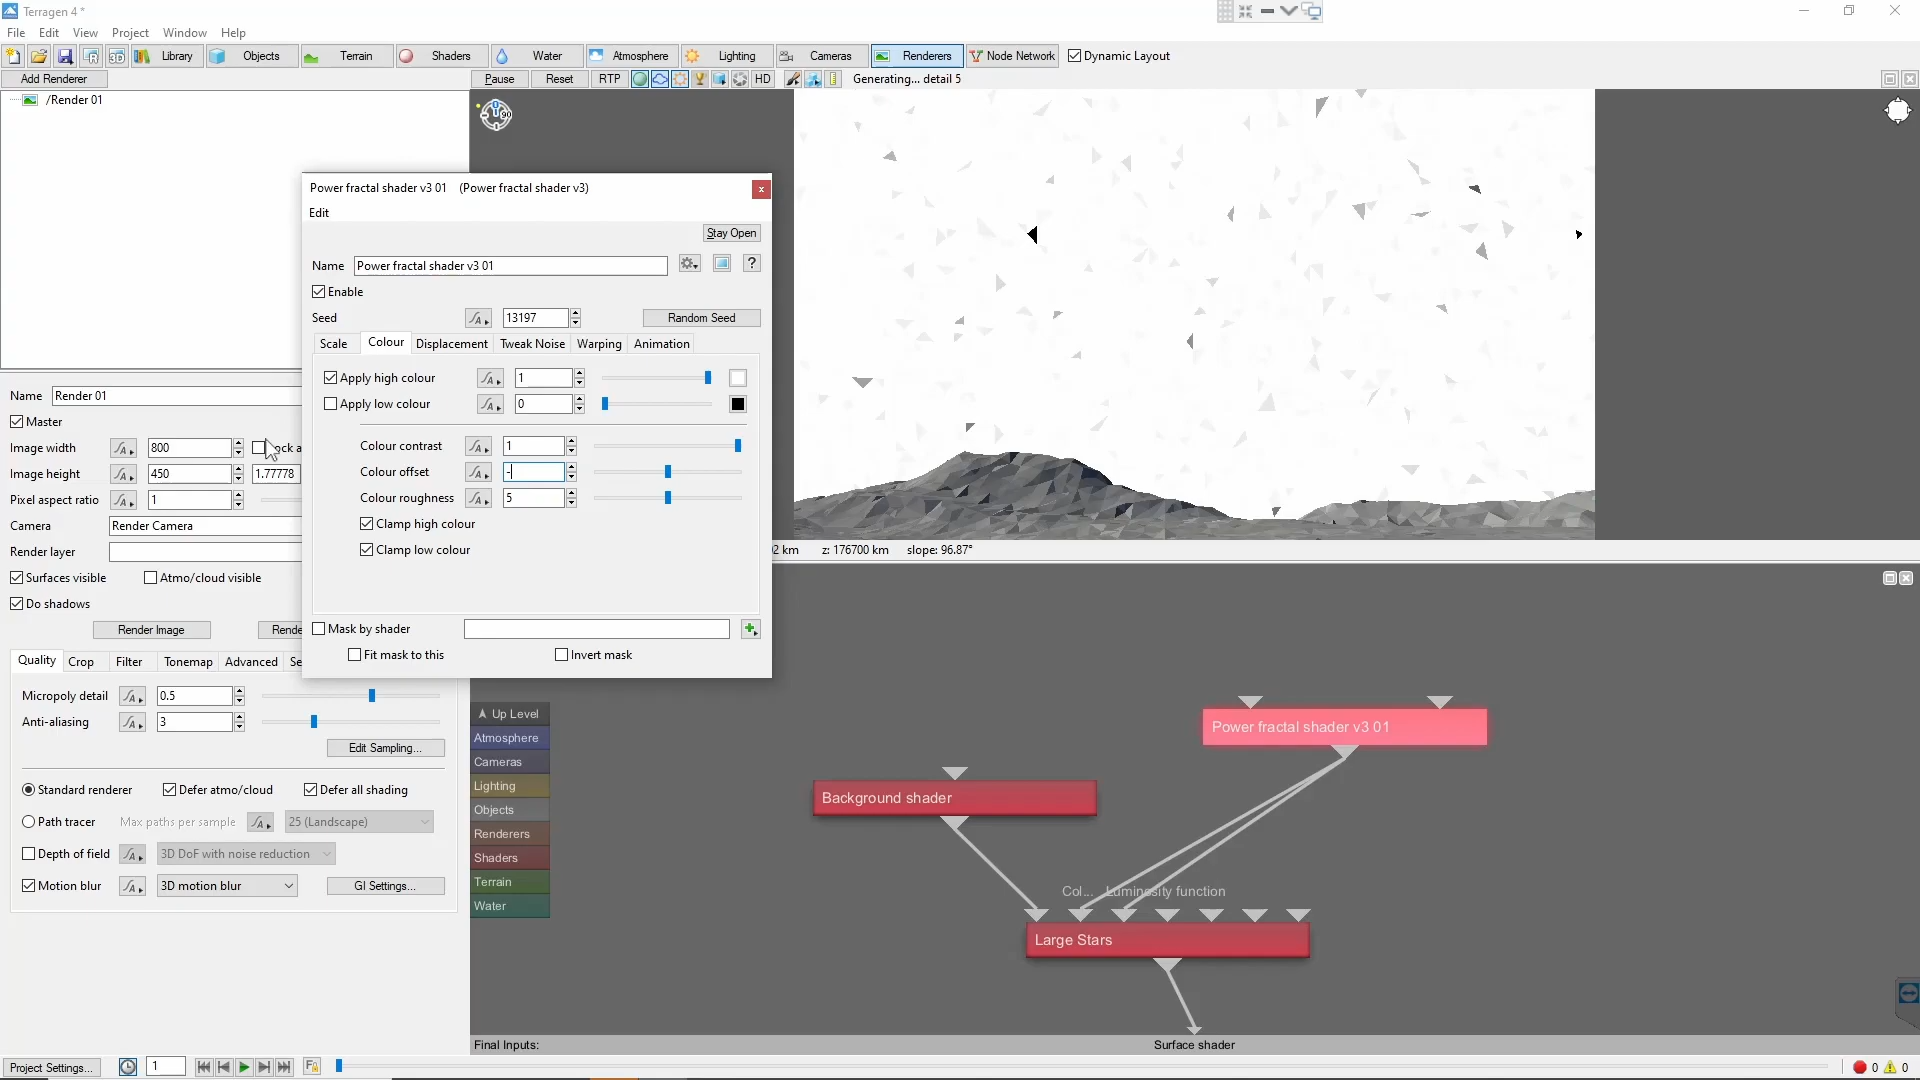 Terragen 4 *
File Edit View Project Window Help
Library Objects Terrain Shaders Water Atmosphere Lighting Cameras Renderers Node Network Dynamic Layout
Add Renderer Pause Reset RTP HD Generating... detail 5
/Render 01
Power fractal shader v3 01 (Power fractal shader v3)
Edit
Stay Open
Name Power fractal shader v3 01 ?
Enable
Seed 13197 Random Seed
Scale Colour Displacement Tweak Noise Warping Animation
Apply high colour 1
Apply low colour 0
Colour contrast 1
Colour offset -
Colour roughness 5
Clamp high colour
Clamp low colour
Mask by shader
Fit mask to this Invert mask
Name Render 01
Master
Image width 800
Image height 450 1.77778
Pixel aspect ratio 1
Camera Render Camera
Render layer
Surfaces visible Atmo/cloud visible
Do shadows
Render Image
Quality Crop Filter Tonemap Advanced
Micropoly detail 0.5
Anti-aliasing 3
Edit Sampling...
Standard renderer Defer atmo/cloud Defer all shading
Path tracer Max paths per sample 25 (Landscape)
Depth of field 3D DoF with noise reduction
Motion blur 3D motion blur GI Settings...
z: 176700 km slope: 96.87°
Up Level
Atmosphere
Cameras
Lighting
Objects
Renderers
Shaders
Terrain
Water
Power fractal shader v3 01
Background shader
Col... Luminosity function
Large Stars
Final Inputs: Surface shader
Project Settings... 1 0 0